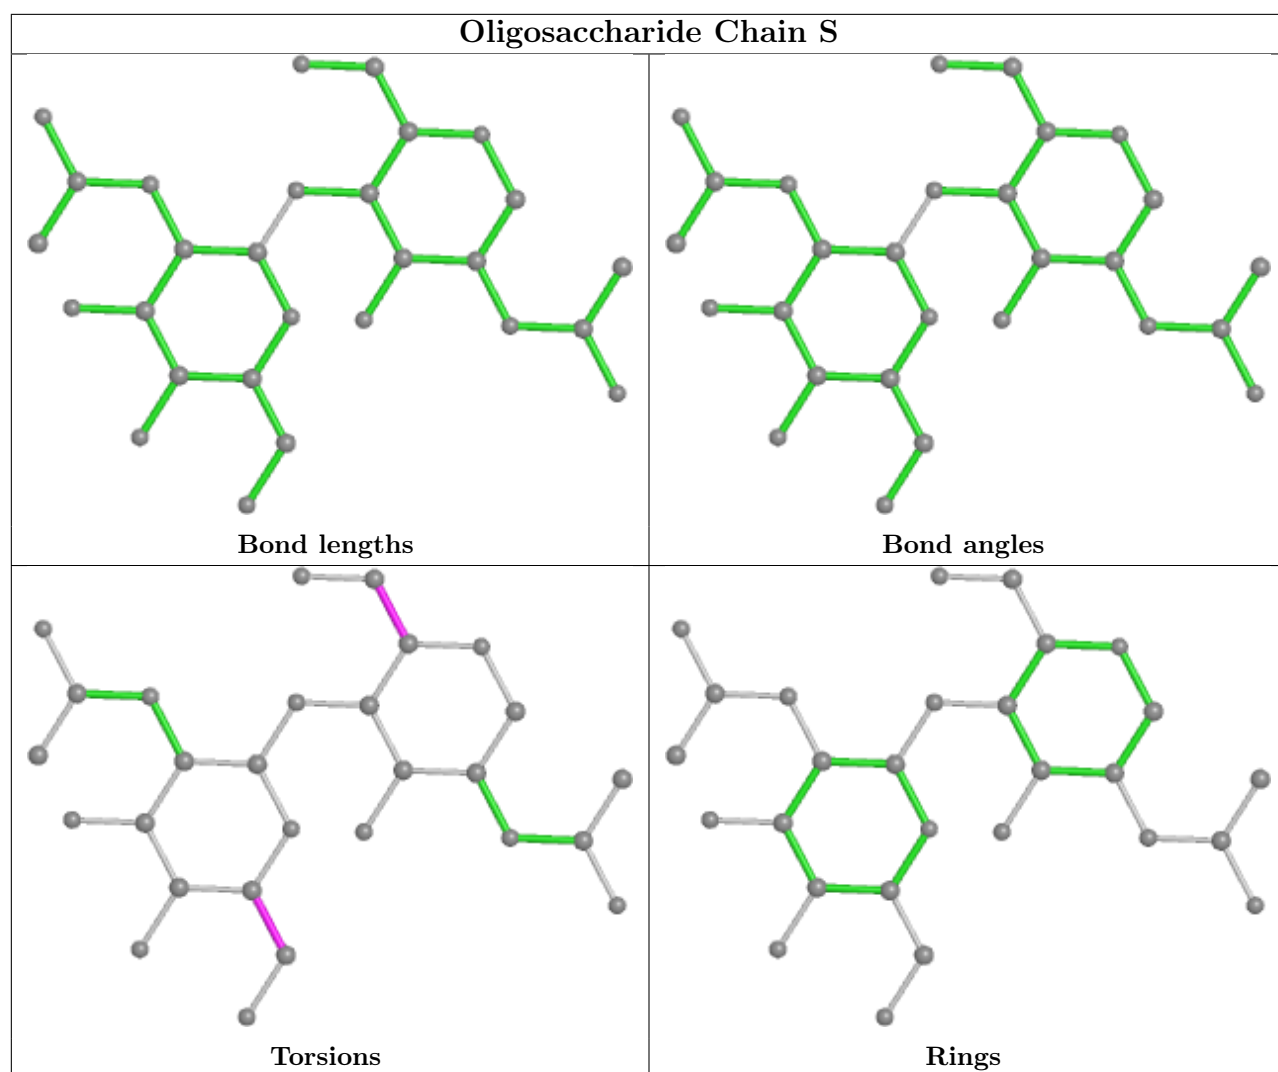 Oligosaccharide Chain S
Bond lengths
Bond angles
Torsions
Rings